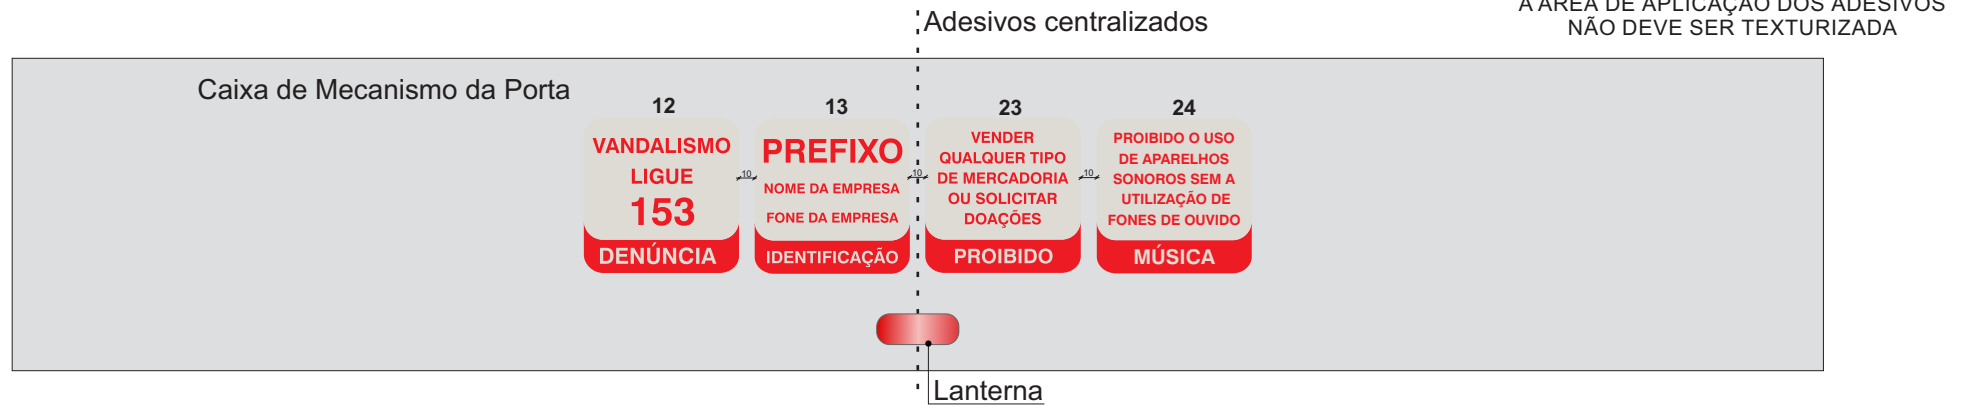 Adesivos centralizados
A ÁREA DE APLICAÇÃO DOS ADESIVOS
NÃO DEVE SER TEXTURIZADA
Caixa de Mecanismo da Porta
12
VANDALISMO
LIGUE
153
DENÚNCIA
10
13
PREFIXO
NOME DA EMPRESA
FONE DA EMPRESA
IDENTIFICAÇÃO
10
23
VENDER
QUALQUER TIPO
DE MERCADORIA
OU SOLICITAR
DOAÇÕES
PROIBIDO
10
24
PROIBIDO O USO
DE APARELHOS
SONOROS SEM A
UTILIZAÇÃO DE
FONES DE OUVIDO
MÚSICA
Lanterna